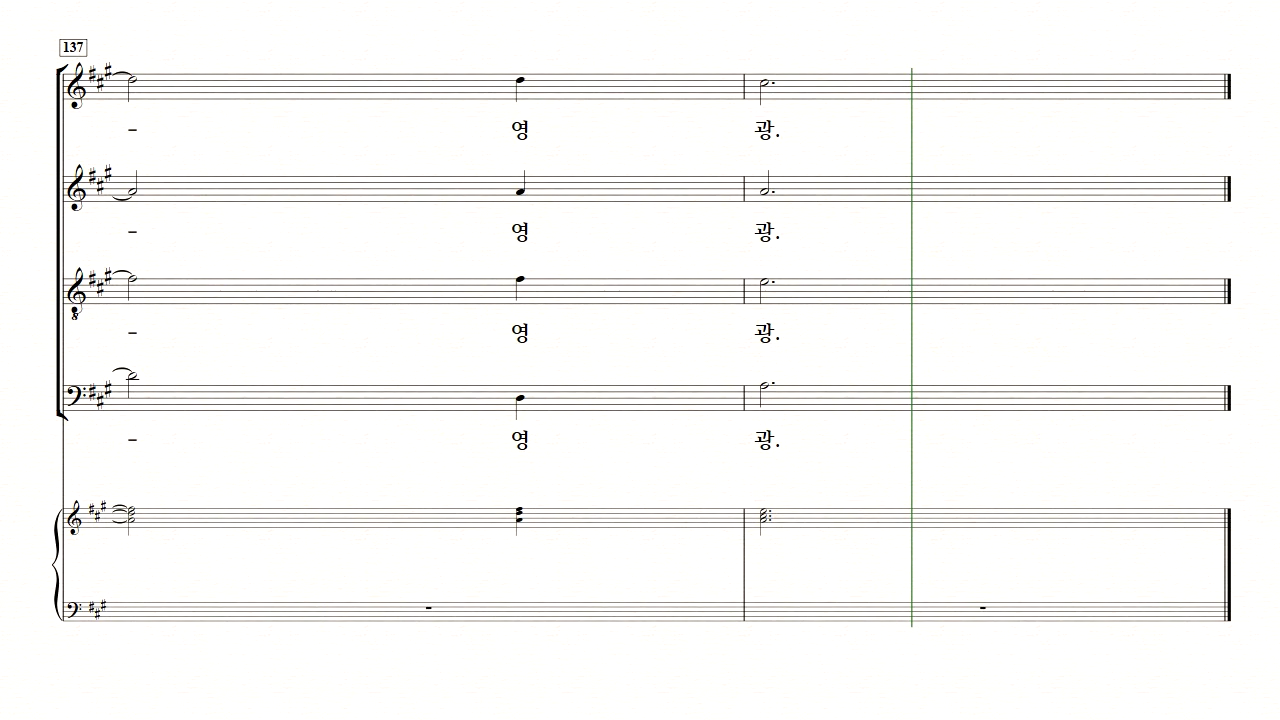 137
- 영 광.
- 영 광.
- 영 광.
- 영 광.